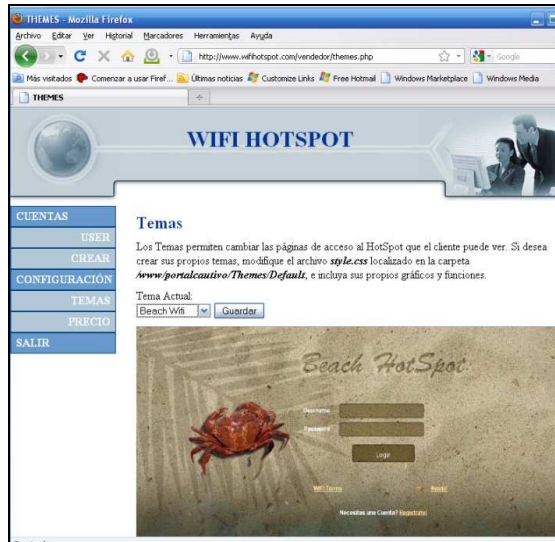 THEMES - Mozilla Firefox
Archivo Editar Ver Historial Marcadores Herramientas Ayuda
http://www.wifihotspot.com/vendedor/themes.php
Google
Más visitados Comenzar a usar Firef... Últimas noticias Customize Links Free Hotmail Windows Marketplace Windows Media
THEMES
WIFI HOTSPOT
CUENTAS
USER
CREAR
CONFIGURACIÓN
TEMAS
PRECIO
SALIR
Temas
Los Temas permiten cambiar las páginas de acceso al HotSpot que el cliente puede ver. Si desea
crear sus propios temas, modifique el archivo style.css localizado en la carpeta
/www/portalcautivo/Themes/Default, e incluya sus propios gráficos y funciones.
Tema Actual:
Beach Wifi Guardar
Beach HotSpot
Username
Password
Login
WiFi Terms
Necesitas una Cuenta? Registrate!